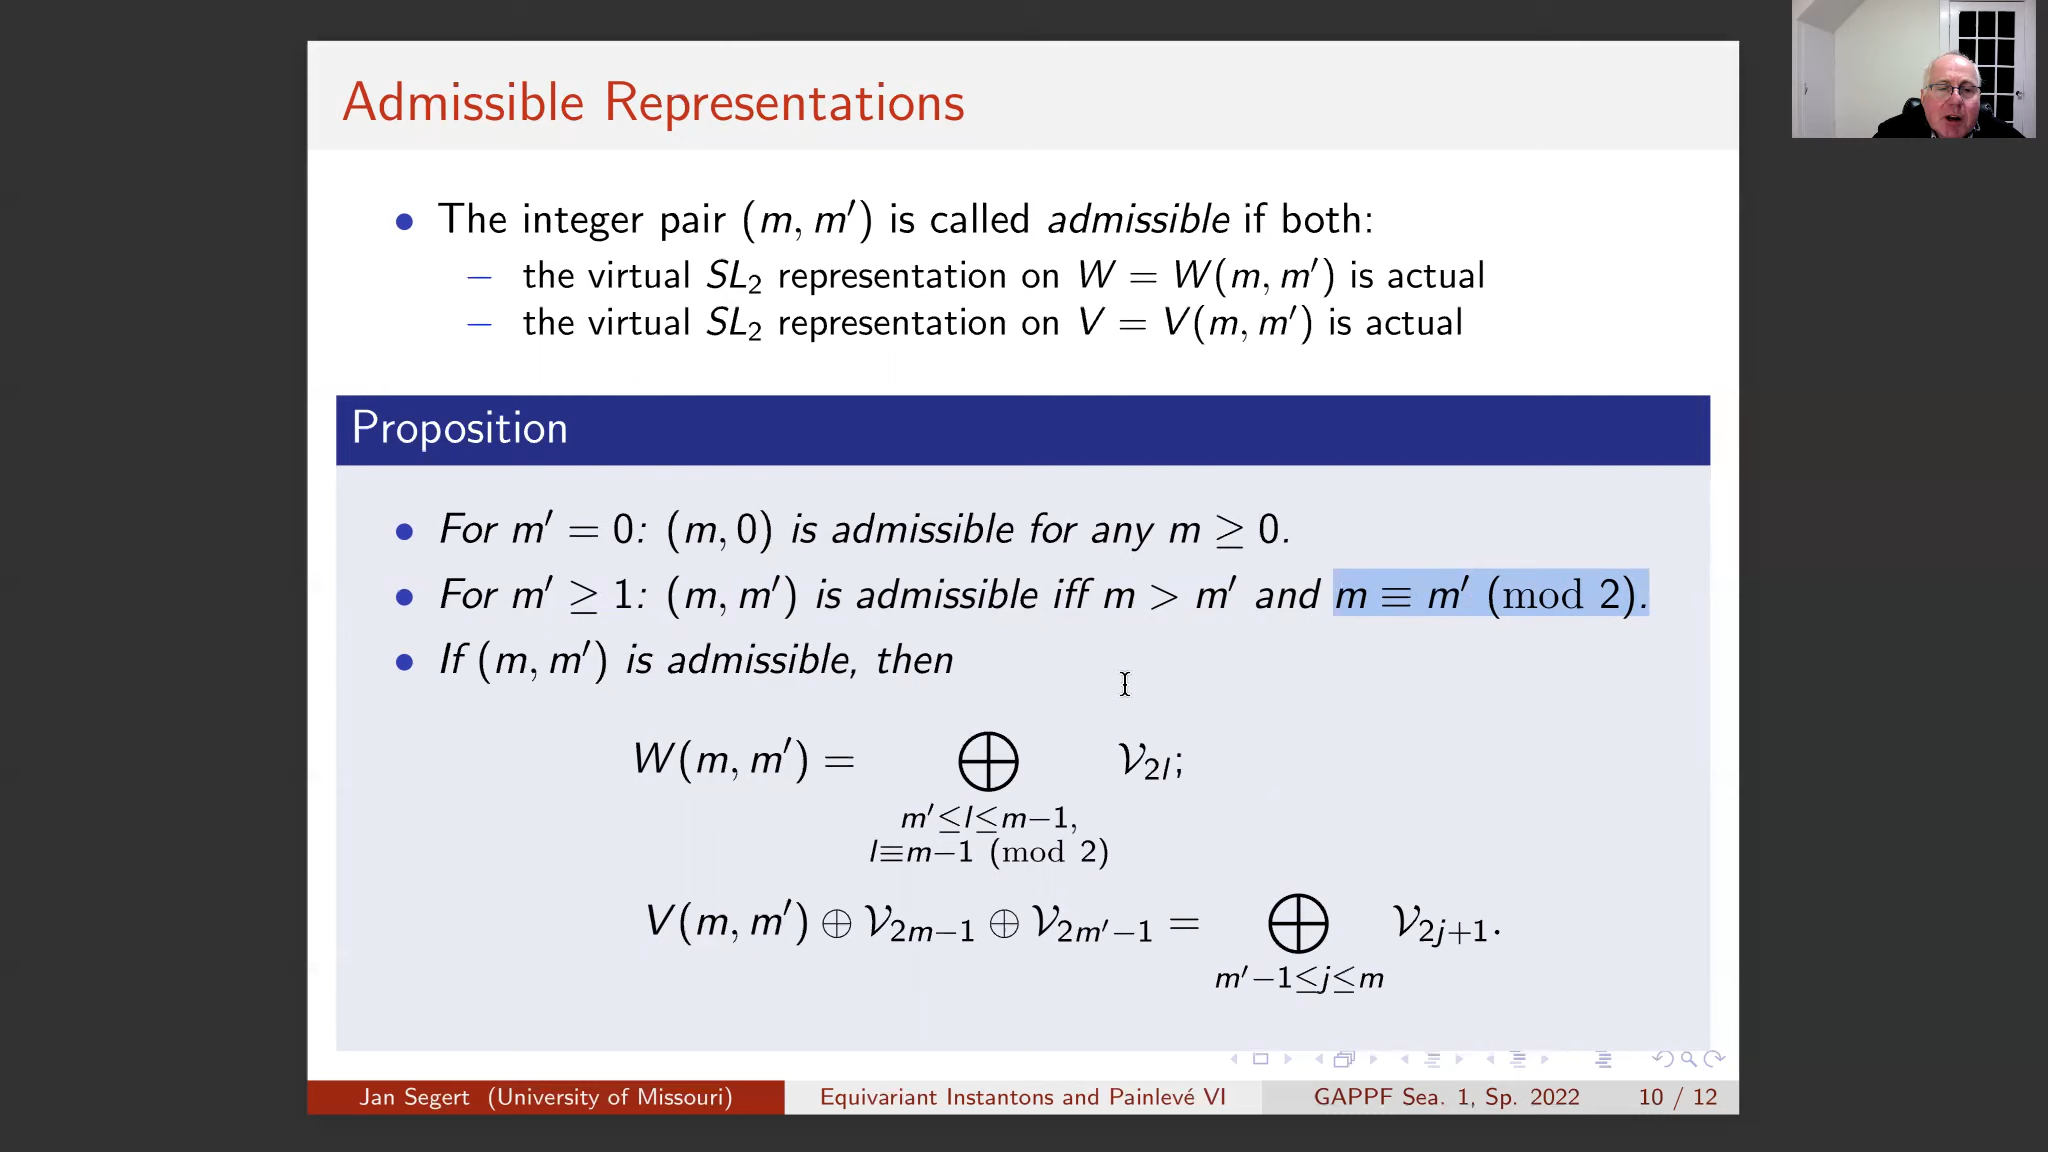 Admissible Representations
• The integer pair (m, m′) is called admissible if both:
– the virtual SL₂ representation on W = W(m, m′) is actual
– the virtual SL₂ representation on V = V(m, m′) is actual
Proposition
• For m′ = 0: (m, 0) is admissible for any m ≥ 0.
• For m′ ≥ 1: (m, m′) is admissible iff m > m′ and m ≡ m′ (mod 2).
• If (m, m′) is admissible, then
W(m, m′) = ⨁ 𝒱₂ₗ;
m′≤l≤m−1,
l≡m−1 (mod 2)
V(m, m′) ⊕ 𝒱₂ₘ₋₁ ⊕ 𝒱₂ₘ′₋₁ = ⨁ 𝒱₂ⱼ₊₁.
m′−1≤j≤m
Jan Segert (University of Missouri) Equivariant Instantons and Painlevé VI GAPPF Sea. 1, Sp. 2022 10 / 12